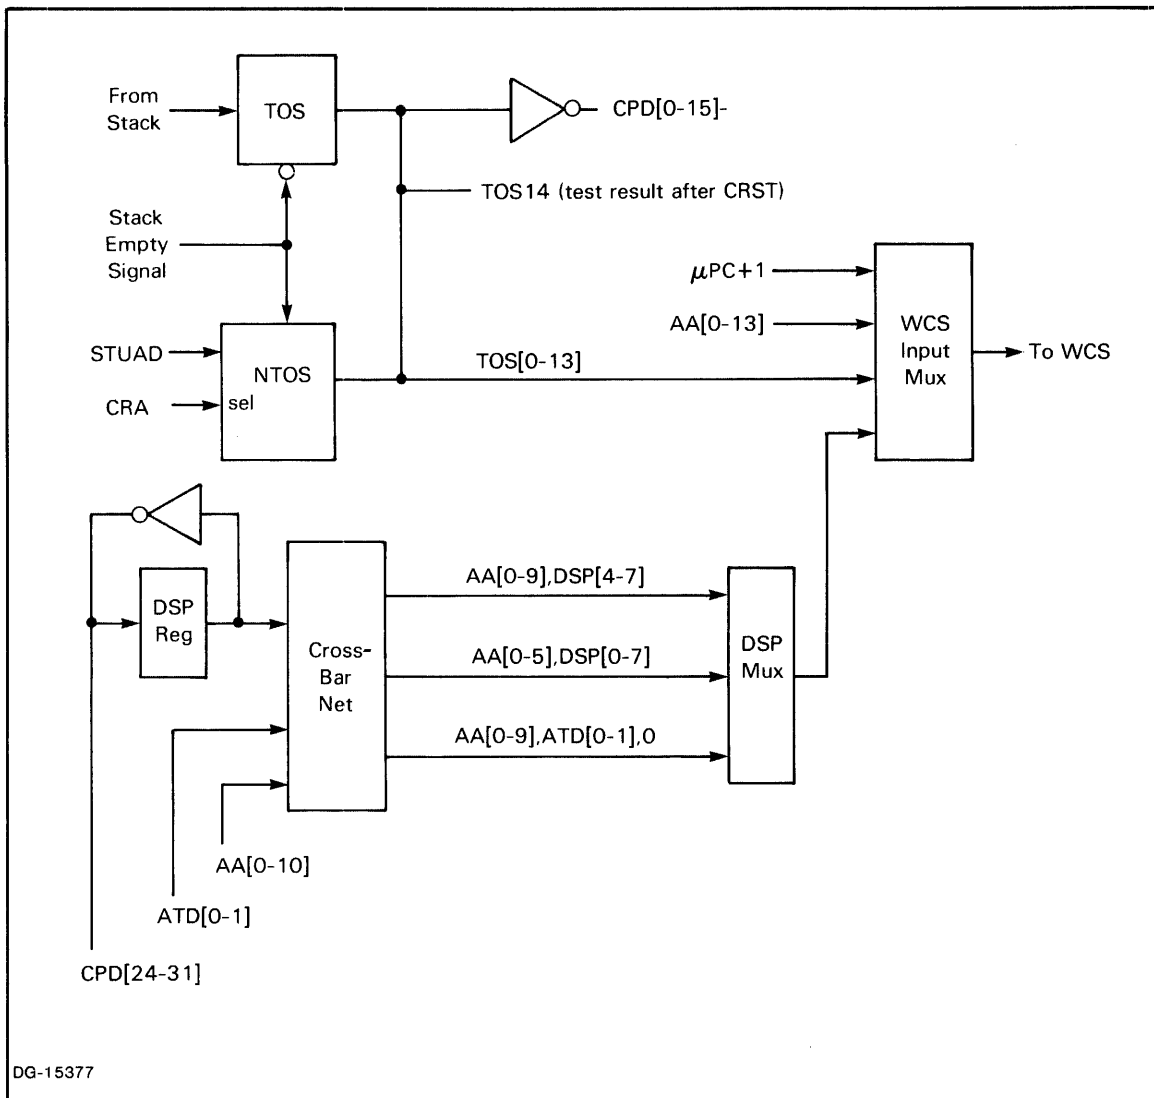 From
Stack
TOS
CPD[0-15]-
TOS14 (test result after CRST)
Stack
Empty
Signal
μPC+1
AA[0-13]
WCS
Input
Mux
To WCS
STUAD
NTOS
TOS[0-13]
CRA
sel
DSP
Reg
Cross-
Bar
Net
AA[0-9],DSP[4-7]
AA[0-5],DSP[0-7]
AA[0-9],ATD[0-1],0
DSP
Mux
AA[0-10]
ATD[0-1]
CPD[24-31]
DG-15377